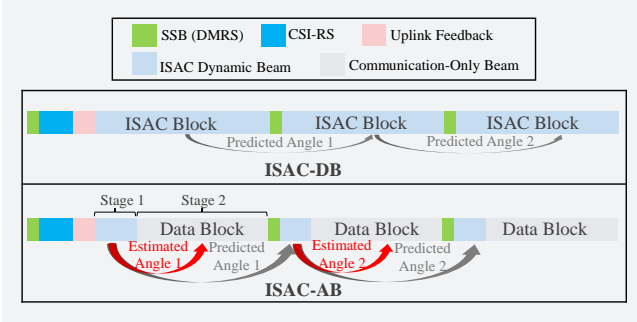 SSB (DMRS) CSI-RS Uplink Feedback
ISAC Dynamic Beam Communication-Only Beam
ISAC Block ISAC Block ISAC Block
Predicted Angle 1 Predicted Angle 2
ISAC-DB
Stage 1 Stage 2
Data Block Data Block Data Block
Estimated Angle 1 Predicted Angle 1 Estimated Angle 2 Predicted Angle 2
ISAC-AB